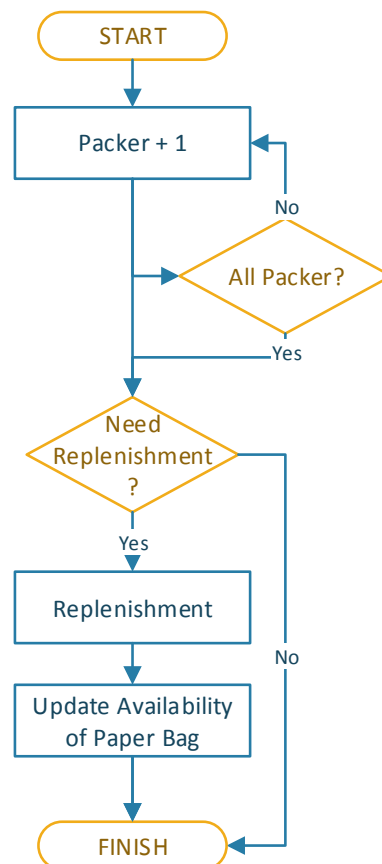 START
Packer + 1
No
All Packer?
Yes
Need
Replenishment
?
Yes
Replenishment
No
Update Availability
of Paper Bag
FINISH